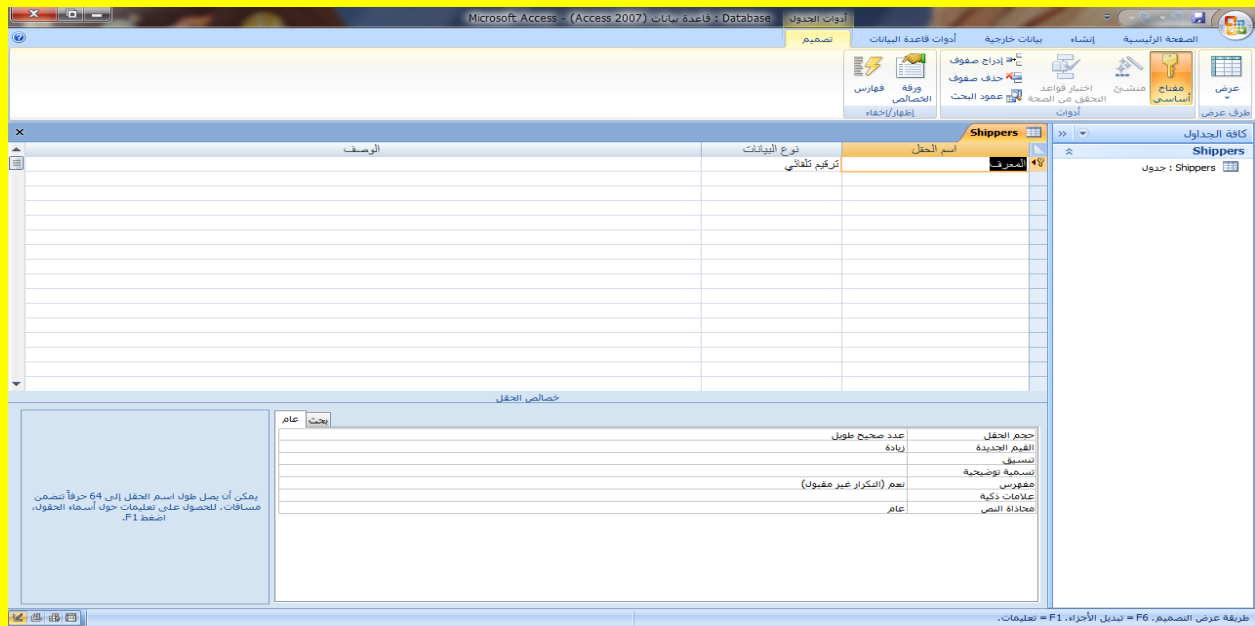 أدوات الجدول
Database : قاعدة بيانات (Access 2007) - Microsoft Access
الصفحة الرئيسية
إنشاء
بيانات خارجية
أدوات قاعدة البيانات
تصميم
عرض
طرق عرض
مفتاح أساسي
منشئ
اختبار قواعد التحقق من الصحة
إدراج صفوف
حذف صفوف
عمود البحث
أدوات
ورقة الخصائص
فهارس
إظهار/إخفاء
كافة الجداول
Shippers
Shippers : جدول
Shippers
اسم الحقل
نوع البيانات
الوصف
المعرف
ترقيم تلقائي
خصائص الحقل
عام
بحث
حجم الحقل
عدد صحيح طويل
القيم الجديدة
زيادة
تنسيق
تسمية توضيحية
مفهرس
نعم (التكرار غير مقبول)
علامات ذكية
محاذاة النص
عام
يمكن أن يصل طول اسم الحقل إلى 64 حرفاً تتضمن
مسافات. للحصول على تعليمات حول أسماء الحقول،
اضغط F1.
طريقة عرض التصميم. F6 = تبديل الأجزاء. F1 = تعليمات.